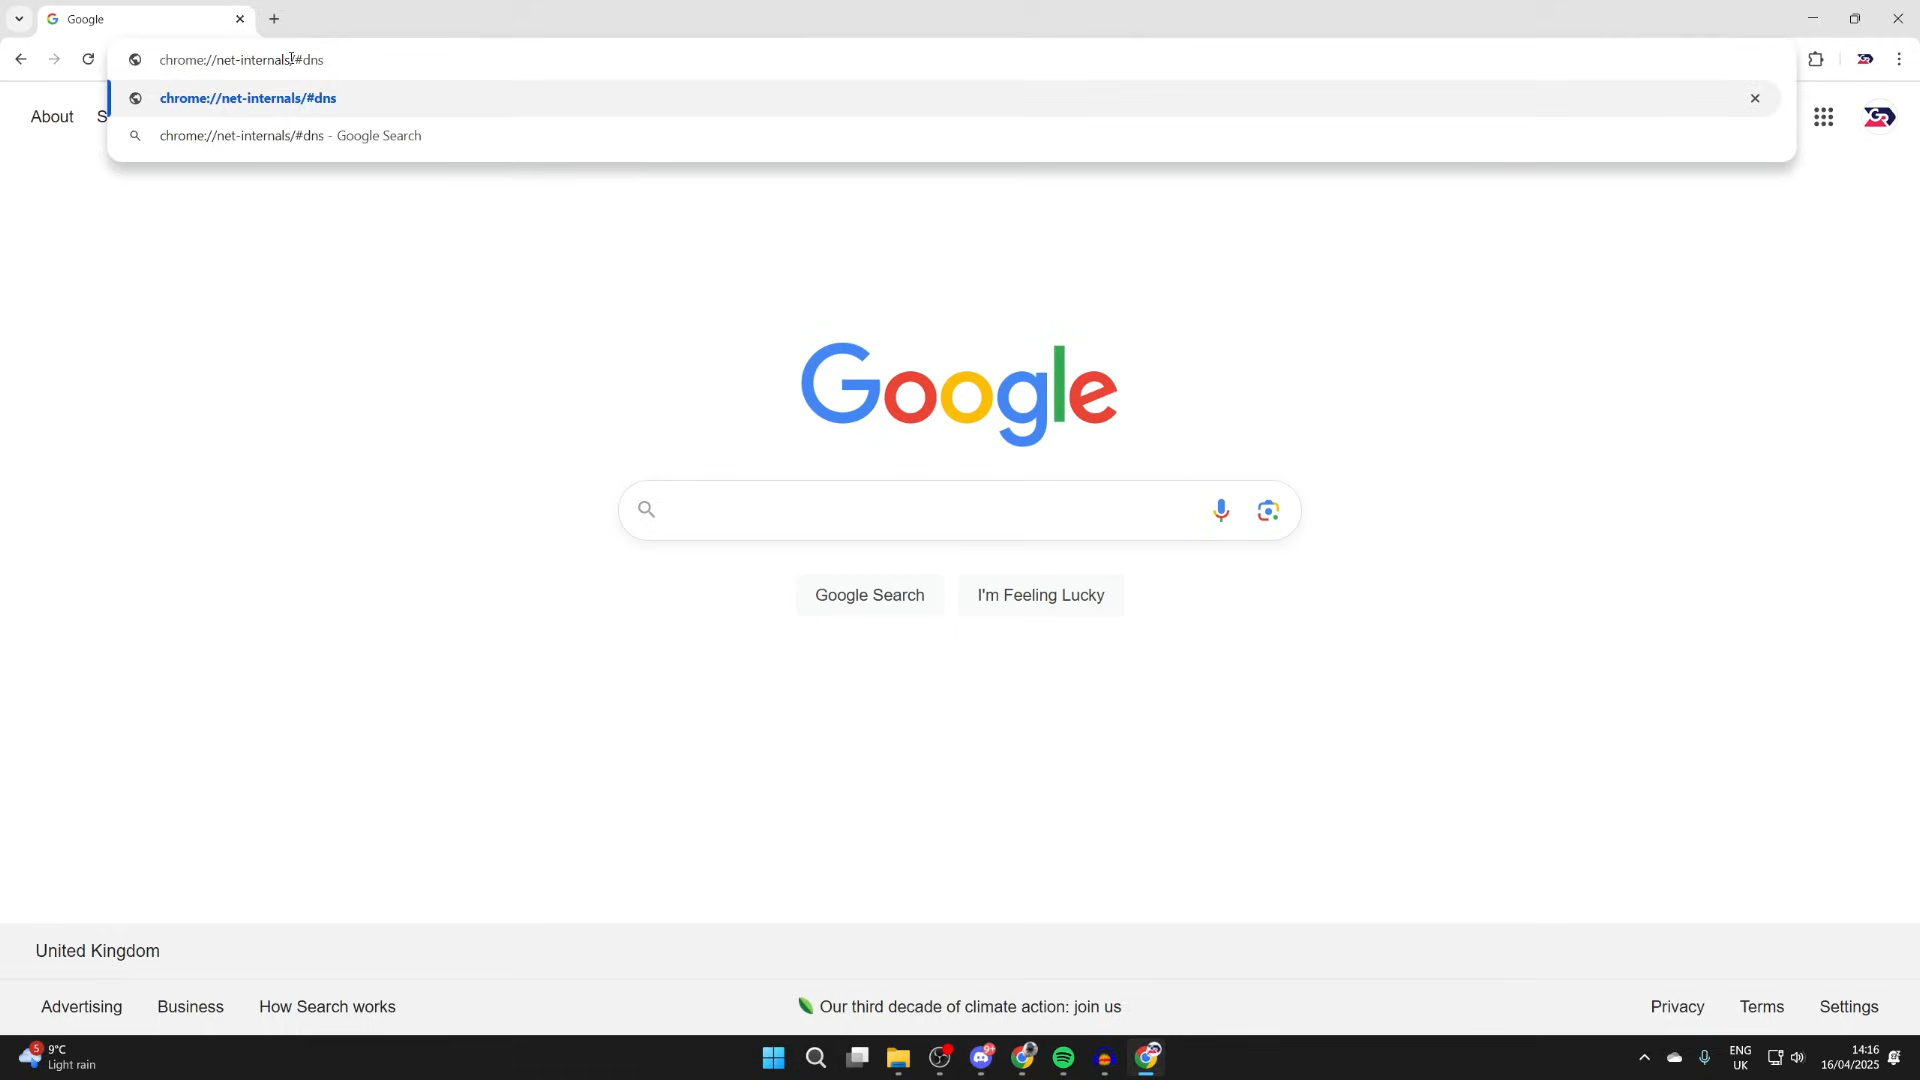 Google
chrome://net-internals/#dns
chrome://net-internals/#dns
chrome://net-internals/#dns - Google Search
About
S
Google
Google Search
I'm Feeling Lucky
United Kingdom
Advertising
Business
How Search works
Our third decade of climate action: join us
Privacy
Terms
Settings
5
9°C
Light rain
9+
ENG
UK
14:16
16/04/2025